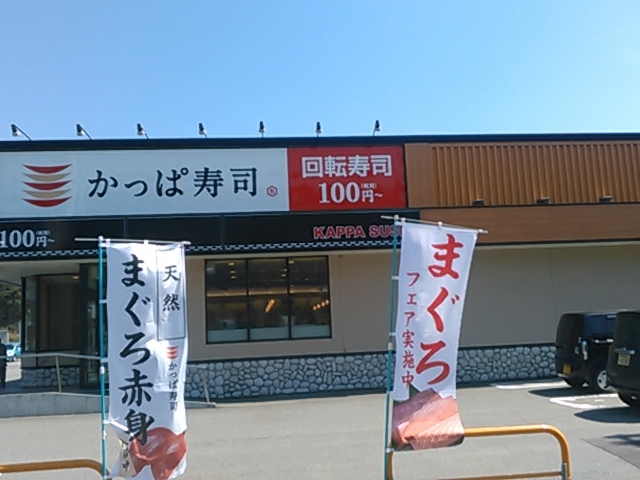 かっぱ寿司
回転寿司
100円~
(税別)
100円~
KAPPA SUS
天然
まぐろ赤身
かっぱ寿司
まぐろ
フェア実施中